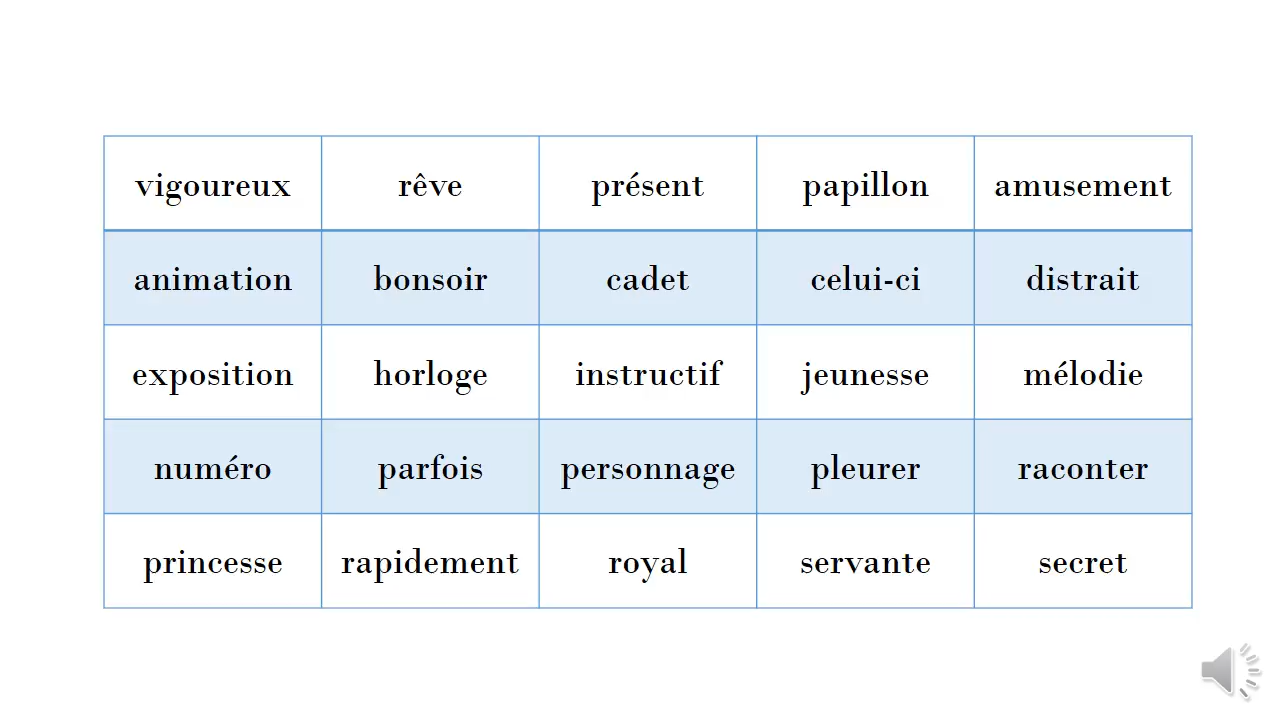 vigoureux rêve présent papillon amusement
animation bonsoir cadet celui-ci distrait
exposition horloge instructif jeunesse mélodie
numéro parfois personnage pleurer raconter
princesse rapidement royal servante secret